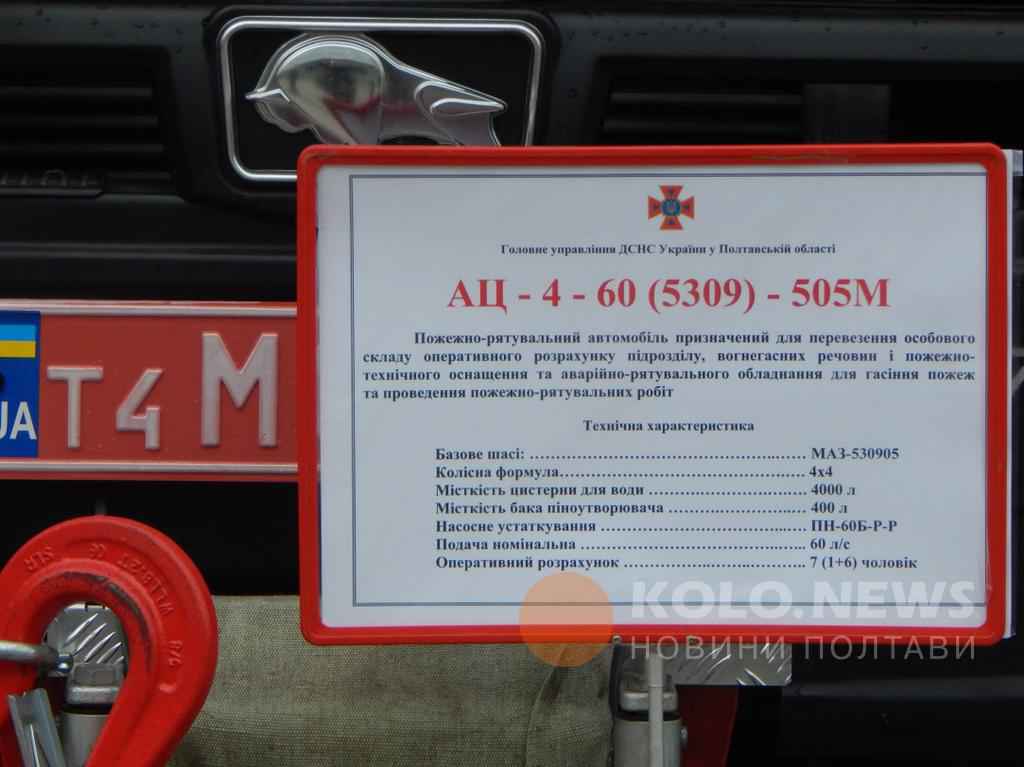 Головне управління ДСНС України у Полтавській області
АЦ - 4 - 60 (5309) - 505М
Пожежно-рятувальний автомобіль призначений для перевезення особового
складу оперативного розрахунку підрозділу, вогнегасних речовин і пожежно-
технічного оснащення та аварійно-рятувального обладнання для гасіння пожеж
та проведення пожежно-рятувальних робіт
Технічна характеристика
Базове шасі: ................................................ МАЗ-530905
Колісна формула................................................ 4х4
Місткість цистерни для води ............................. 4000 л
Місткість бака піноутворювача ......................... 400 л
Насосне устаткування ........................................ ПН-60Б-Р-Р
Подача номінальна ............................................ 60 л/с
Оперативний розрахунок .................................. 7 (1+6) чоловік
UA
Т4 М
KOLO.NEWS
НОВИНИ ПОЛТАВИ